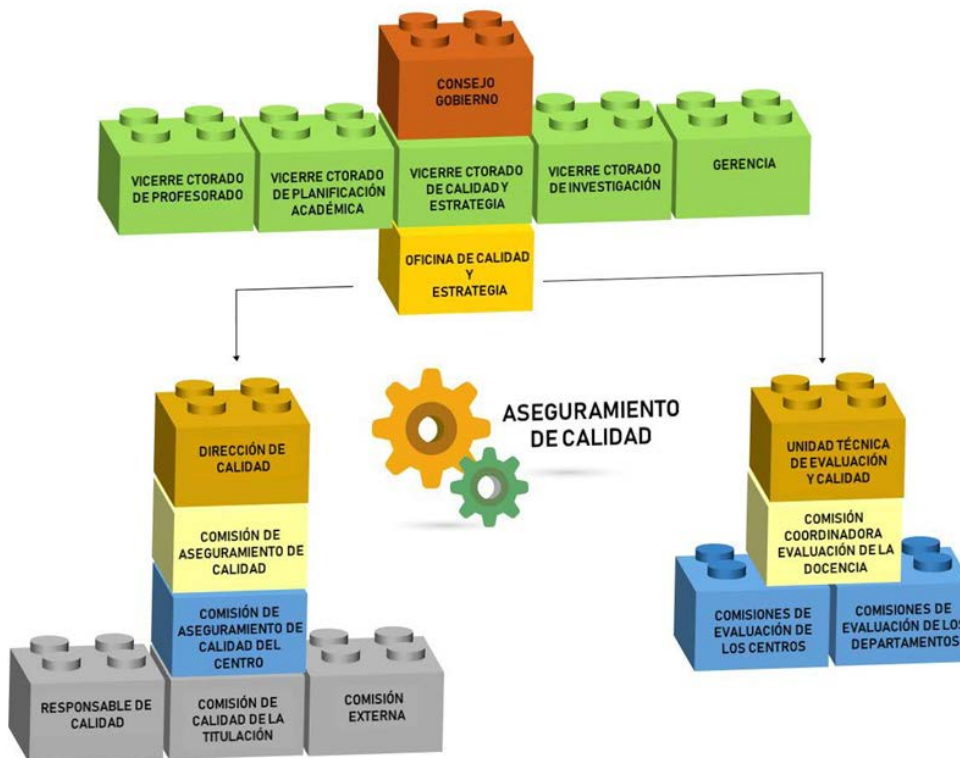 CONSEJO
GOBIERNO
VICERRE CTORADO
DE PROFESORADO
VICERRE CTORADO
DE PLANIFICACIÓN
ACADÉMICA
VICERRE CTORADO
DE CALIDAD Y
ESTRATEGIA
VICERRE CTORADO
DE INVESTIGACIÓN
GERENCIA
OFICINA DE CALIDAD
Y
ESTRATEGIA
ASEGURAMIENTO
DE CALIDAD
DIRECCIÓN DE
CALIDAD
COMISIÓN DE
ASEGURAMIENTO DE
CALIDAD
COMISIÓN DE
ASEGURAMIENTO DE
CALIDAD DEL
CENTRO
RESPONSABLE DE
CALIDAD
COMISIÓN DE
CALIDAD DE LA
TITULACIÓN
COMISIÓN
EXTERNA
UNIDAD TÉCNICA
DE EVALUACIÓN
Y CALIDAD
COMISIÓN
COORDINADORA
EVALUACIÓN DE LA
DOCENCIA
COMISIONES DE
EVALUACIÓN DE
LOS CENTROS
COMISIONES DE
EVALUACIÓN DE LOS
DEPARTAMENTOS